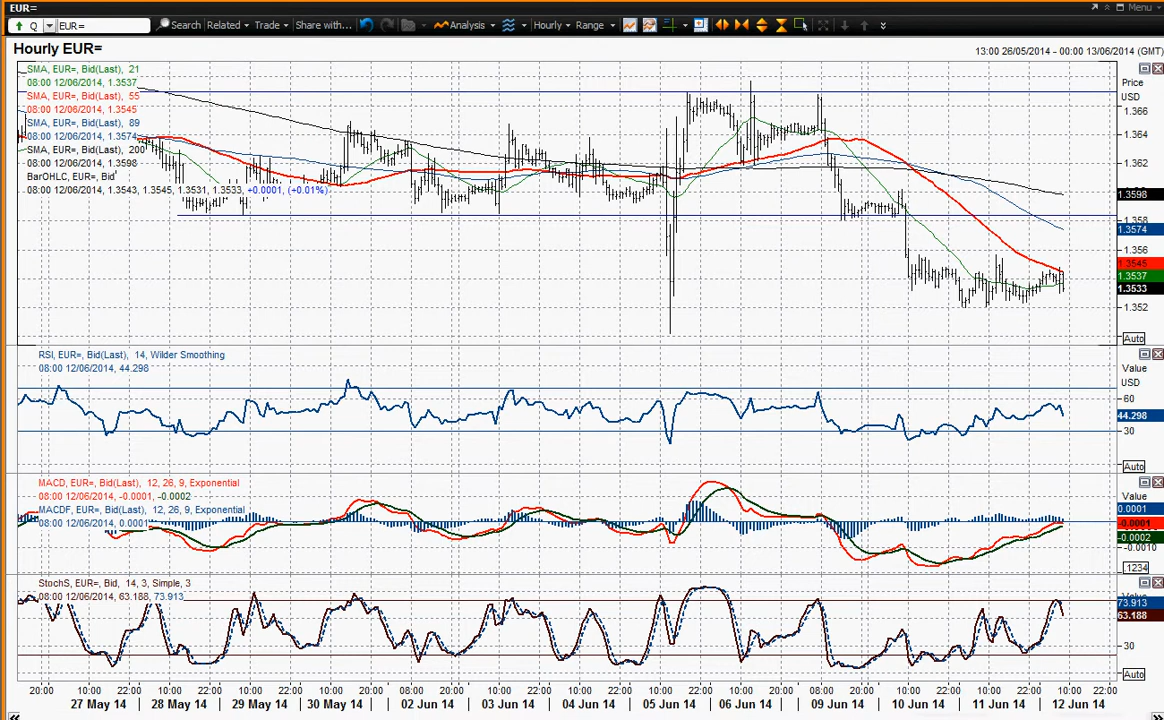 EUR=
Menu
Q EUR= Search Related Trade Share with... Analysis Hourly Range
Hourly EUR=
13:00 26/05/2014 - 00:00 13/06/2014 (GMT)
SMA, EUR=, Bid(Last), 21
08:00 12/06/2014, 1.3537
SMA, EUR=, Bid(Last), 55
08:00 12/06/2014, 1.3545
SMA, EUR=, Bid(Last), 89
08:00 12/06/2014, 1.3574
SMA, EUR=, Bid(Last), 200
08:00 12/06/2014, 1.3598
BarOHLC, EUR=, Bid
08:00 12/06/2014, 1.3543, 1.3545, 1.3531, 1.3533, +0.0001, (+0.01%)
Price
USD
1.366
1.364
1.362
1.3598
1.358
1.3574
1.356
1.3545
1.3537
1.3533
1.352
Auto
RSI, EUR=, Bid(Last), 14, Wilder Smoothing
08:00 12/06/2014, 44.298
Value
USD
60
44.298
30
Auto
MACD, EUR=, Bid(Last), 12, 26, 9, Exponential
08:00 12/06/2014, -0.0001, -0.0002
MACDF, EUR=, Bid(Last), 12, 26, 9, Exponential
08:00 12/06/2014, 0.0001
Value
0.0001
-0.0001
-0.0002
-0.0010
1234
StochS, EUR=, Bid, 14, 3, Simple, 3
08:00 12/06/2014, 63.188, 73.913
73.913
63.188
30
Auto
20:00 10:00 22:00 10:00 22:00 10:00 22:00 10:00 20:00 08:00 20:00 10:00 22:00 10:00 22:00 10:00 22:00 10:00 22:00 08:00 20:00 10:00 22:00 10:00 22:00 10:00 22:00
27 May 14 28 May 14 29 May 14 30 May 14 02 Jun 14 03 Jun 14 04 Jun 14 05 Jun 14 06 Jun 14 09 Jun 14 10 Jun 14 11 Jun 14 12 Jun 14